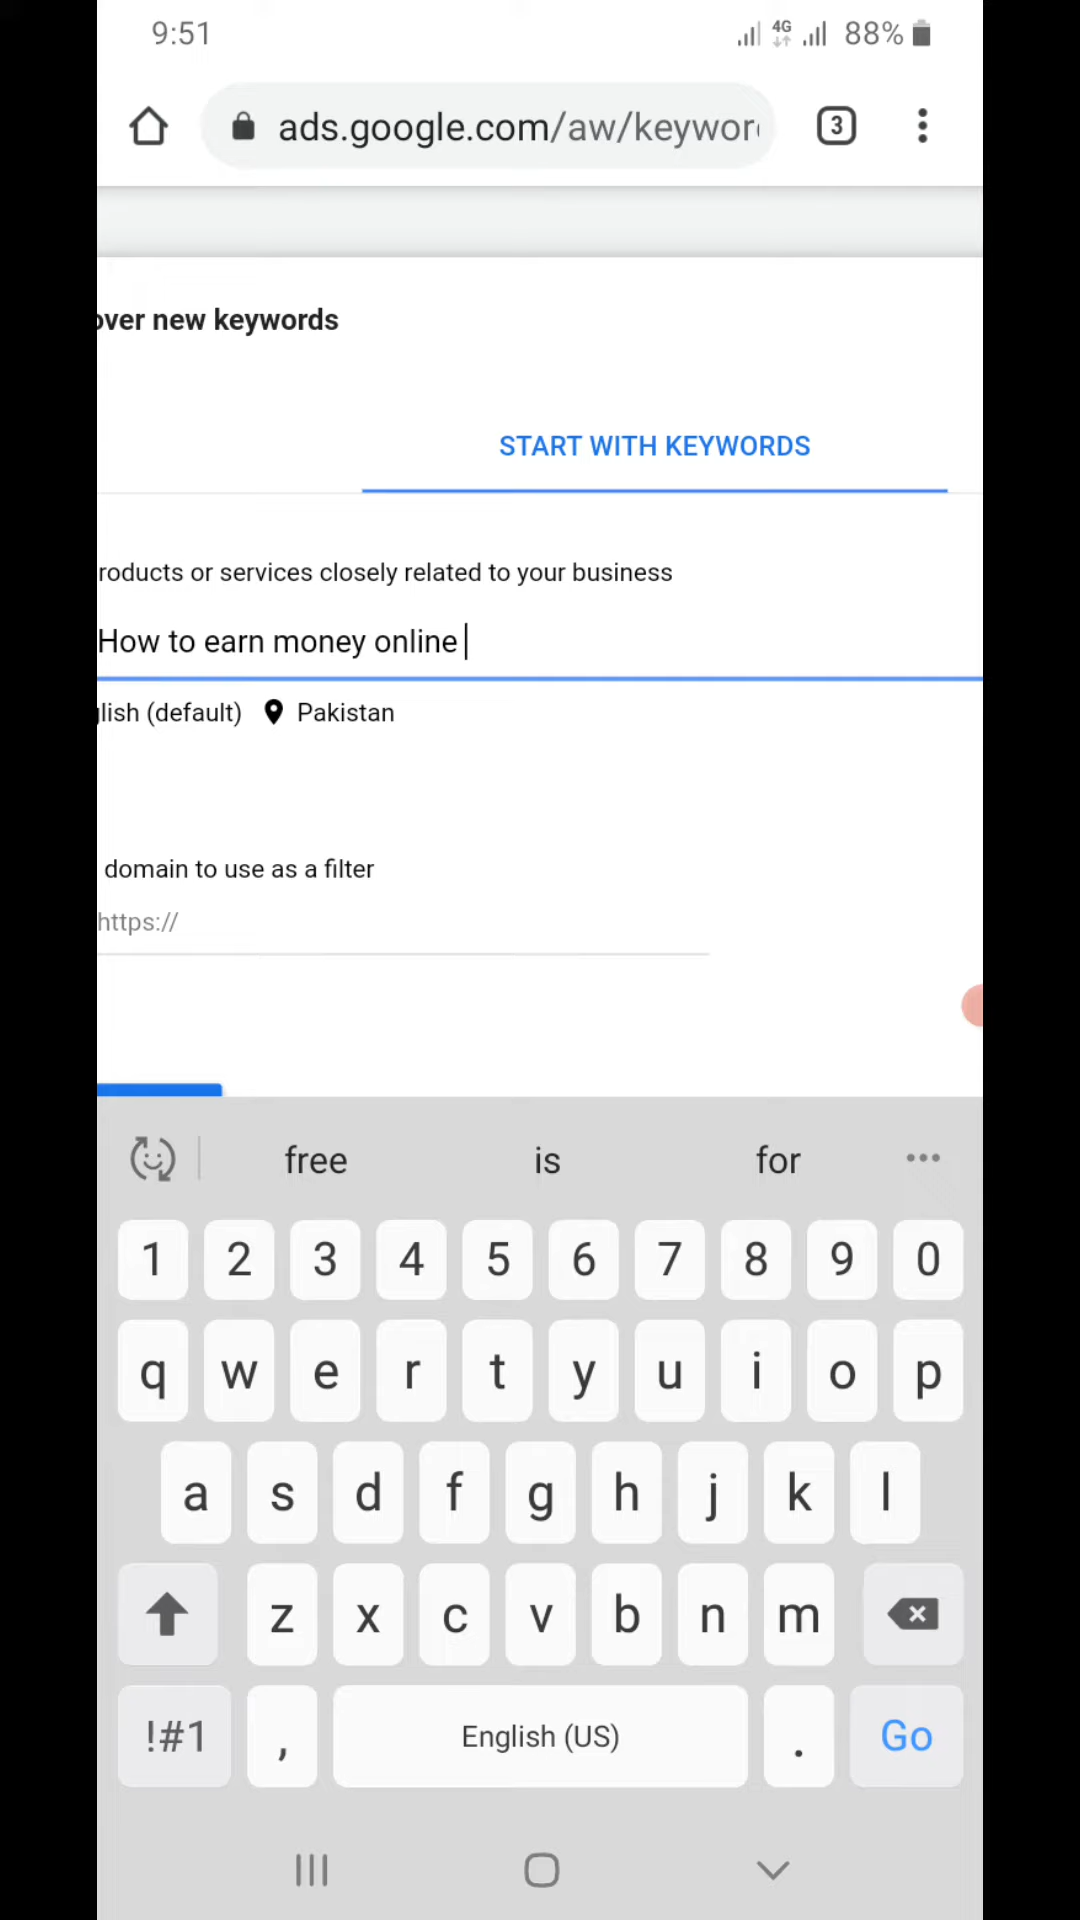 9:51 4G 88%
ads.google.com/aw/keywor 3
over new keywords
START WITH KEYWORDS
roducts or services closely related to your business
How to earn money online
glish (default) Pakistan
domain to use as a filter
https://
free is for
1 2 3 4 5 6 7 8 9 0
q w e r t y u i o p
a s d f g h j k l
z x c v b n m
!#1 , English (US) . Go